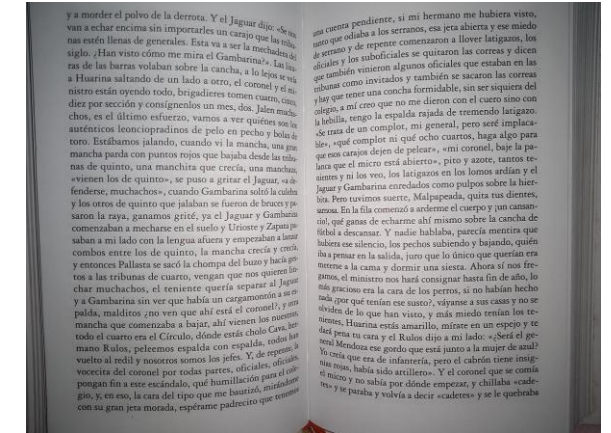 y a morder el polvo de la derrota. Y el Jaguar dijo: «Se nos
van a echar encima sin importarles un carajo que las tribu-
nas estén llenas de generales. Esta va a ser la mechadera del
siglo. ¿Han visto cómo me mira el Gambarina?». Las lisu-
ras de las barras volaban sobre la cancha, a lo lejos se veía
a Huarina saltando de un lado a otro, el coronel y el mi-
nistro están oyendo todo, brigadieres tomen cuatro, cinco,
diez por sección y consígnenlos un mes, dos. Jalen mucha-
chos, es el último esfuerzo, vamos a ver quiénes son los
auténticos leonciopradinos de pelo en pecho y bolas de
toro. Estábamos jalando, cuando vi la mancha, una gran
mancha parda con puntos rojos que bajaba desde las tribu-
nas de quinto, una manchita que crecía, una manchaza,
«vienen los de quinto», se puso a gritar el Jaguar, «a de-
fenderse, muchachos», cuando Gambarina soltó la culebra
y los otros de quinto que jalaban se fueron de bruces y pa-
saron la raya, ganamos grité, ya el Jaguar y Gambarina
comenzaban a mecharse en el suelo y Urioste y Zapata pa-
saban a mi lado con la lengua afuera y empezaban a lanzar
combos entre los de quinto, la mancha crecía y crecía,
y entonces Pallasta se sacó la chompa del buzo y hacía ges-
tos a las tribunas de cuarto, vengan que nos quieren lin-
char muchachos, el teniente quería separar al Jaguar
y a Gambarina sin ver que había un cargamontón a su es-
palda, malditos ¿no ven que ahí está el coronel?, y otra
mancha que comenzaba a bajar, ahí vienen los nuestros,
todo el cuarto era el Círculo, dónde estás cholo Cava, her-
mano Rulos, peleemos espalda con espalda, todos han
vuelto al redil y nosotros somos los jefes. Y, de repente, la
vocecita del coronel por todas partes, oficiales, oficiales,
pongan fin a este escándalo, qué humillación para el cole-
gio, y, en eso, la cara del tipo que me bautizó, mirándome
con su gran jeta morada, espérame padrecito que tenemos
una cuenta pendiente, si mi hermano me hubiera visto,
tanto que odiaba a los serranos, esa jeta abierta y ese miedo
de serrano y de repente comenzaron a llover latigazos, los
oficiales y los suboficiales se quitaron las correas y dicen
que también vinieron algunos oficiales que estaban en las
tribunas como invitados y también se sacaron las correas
y hay que tener una concha formidable, sin ser siquiera del
colegio, a mí creo que no me dieron con el cuero sino con
la hebilla, tengo la espalda rajada de tremendo latigazo.
«Se trata de un complot, mi general, pero seré implaca-
ble», «qué complot ni qué ocho cuartos, haga algo para
que esos carajos dejen de pelear», «mi coronel, baje la pa-
lanca que el micro está abierto», pito y azote, tantos te-
nientes y ni los veo, los latigazos en los lomos ardían y el
Jaguar y Gambarina enredados como pulpos sobre la hier-
bita. Pero tuvimos suerte, Malpapeada, quita tus dientes,
sarnosa. En la fila comenzó a arderme el cuerpo y ¡un cansan-
cio!, qué ganas de echarme ahí mismo sobre la cancha de
fútbol a descansar. Y nadie hablaba, parecía mentira que
hubiera ese silencio, los pechos subiendo y bajando, quién
iba a pensar en la salida, juro que lo único que querían era
meterse a la cama y dormir una siesta. Ahora sí nos fre-
gamos, el ministro nos hará consignar hasta fin de año, lo
más gracioso era la cara de los perros, si no habían hecho
nada ¿por qué tenían ese susto?, váyanse a sus casas y no se
olviden de lo que han visto, y más miedo tenían los te-
nientes, Huarina estás amarillo, mírate en un espejo y te
dará pena tu cara y el Rulos dijo a mi lado: «¿Será el ge-
neral Mendoza ese gordo que está junto a la mujer de azul?
Yo creía que era de infantería, pero el cabrón tiene insig-
nias rojas, había sido artillero». Y el coronel que se comía
el micro y no sabía por dónde empezar, y chillaba «cade-
tes» y se paraba y volvía a decir «cadetes» y se le quebraba